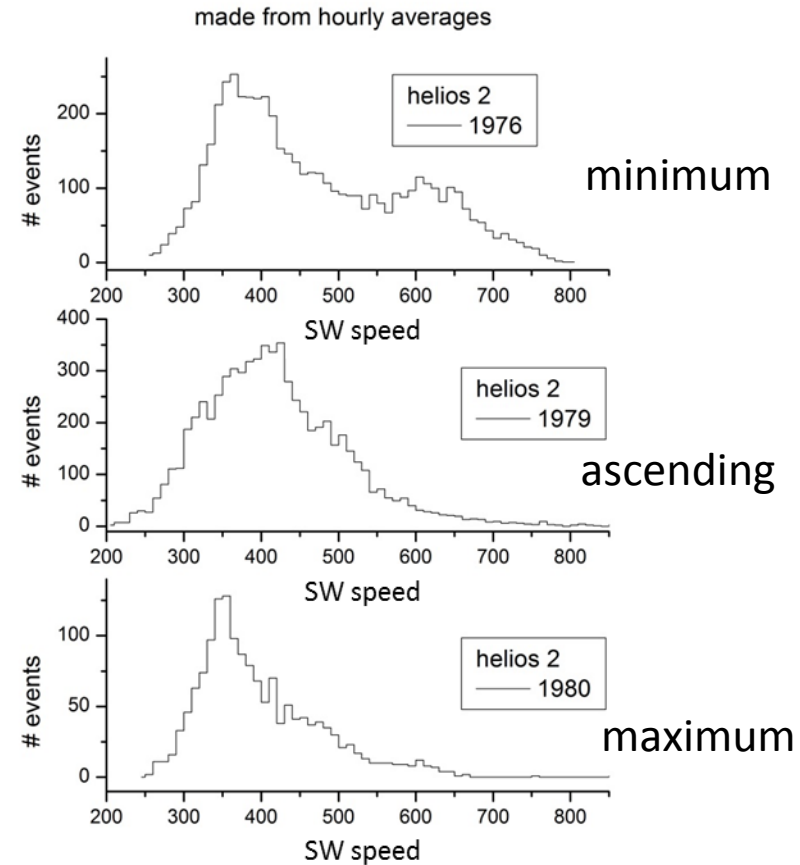 made from hourly averages
# events
200
100
0
helios 2
1976
minimum
200 300 400 500 600 700 800
SW speed
# events
400
300
200
100
0
helios 2
1979
ascending
200 300 400 500 600 700 800
SW speed
# events
100
50
0
helios 2
1980
maximum
200 300 400 500 600 700 800
SW speed